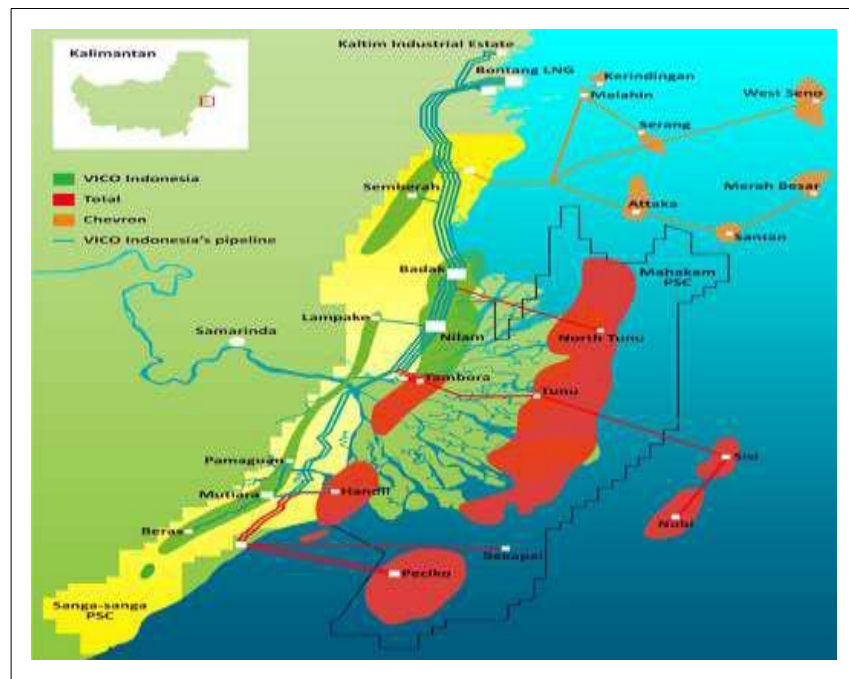 Kalimantan
Kaltim Industrial Estate
Bontang LNG
Kerindingan
Melahin
West Seno
Serang
VICO Indonesia
Total
Chevron
VICO Indonesia's pipeline
Semberah
Attaka
Merah Besar
Santan
Badak
Mahakam
PSC
Lampake
Samarinda
Nilam
North Tunu
Tambora
Tunu
Pamaguan
Sisi
Mutiara
Handil
Nubi
Beras
Bekapai
Peciko
Sanga-sanga
PSC